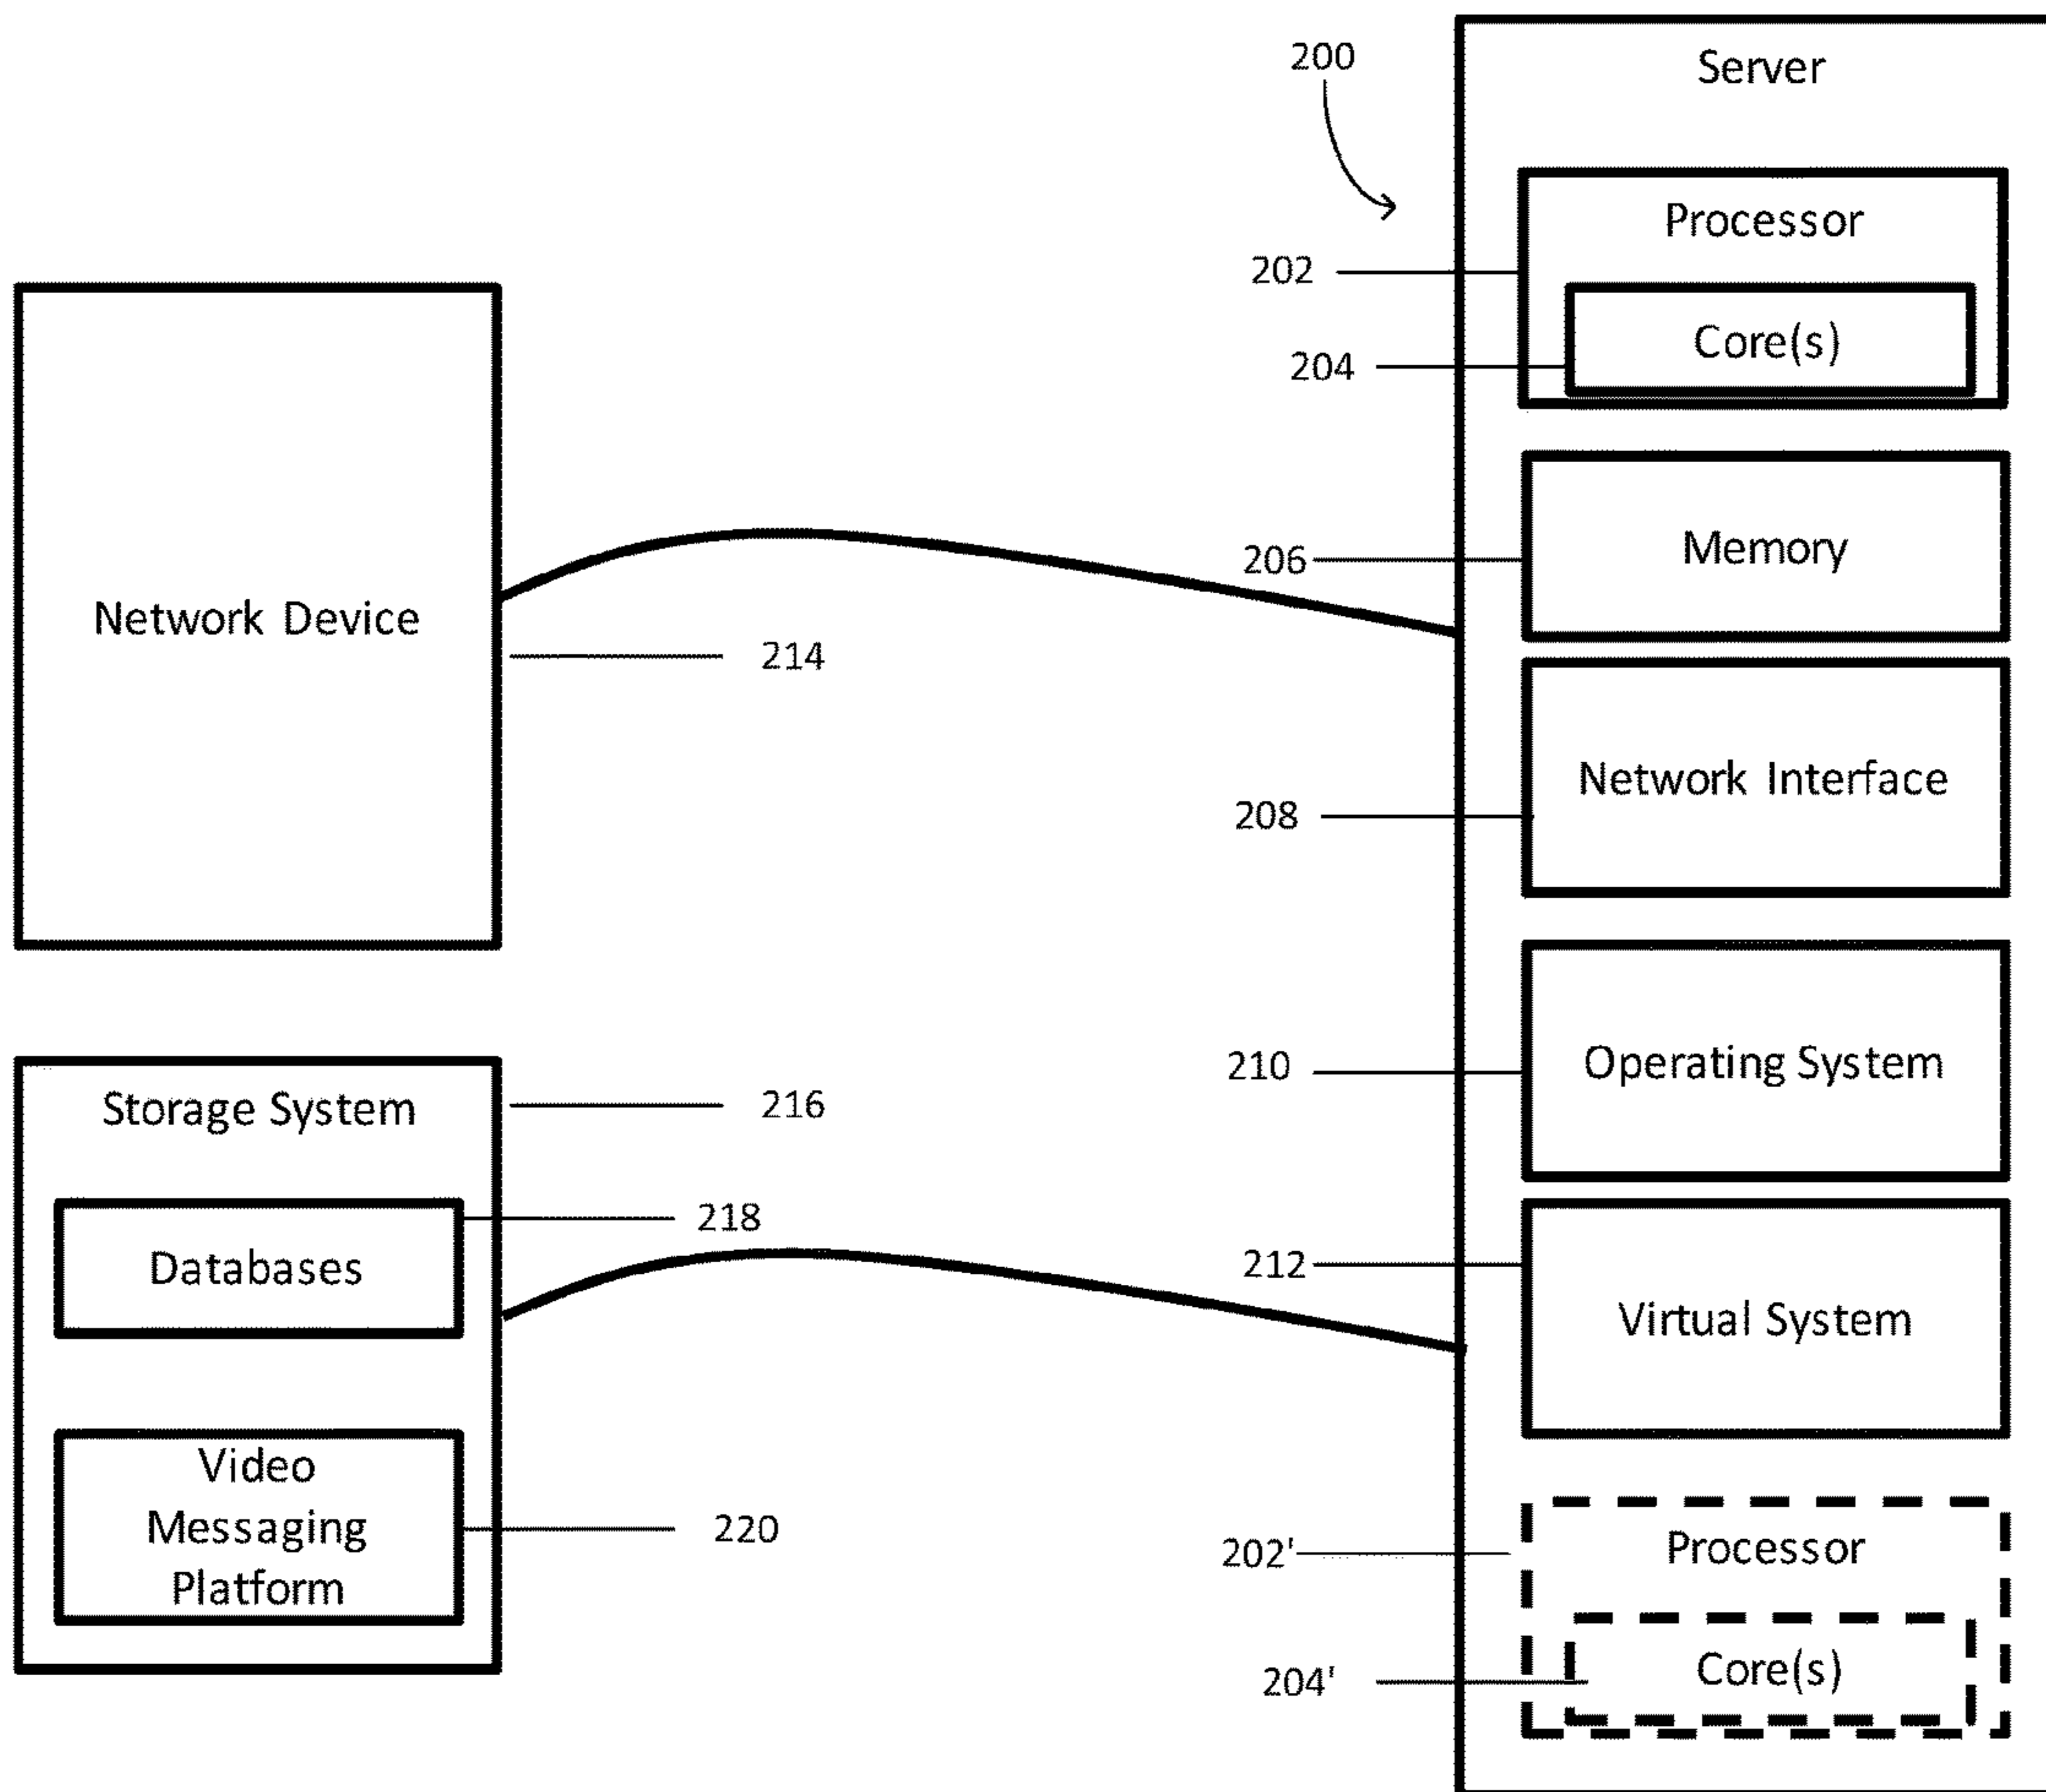 200
Server
Processor
202
Core(s)
204
Memory
206
Network Device
214
Network Interface
208
Operating System
210
Storage System
216
Databases
218
212
Virtual System
Video
Messaging
Platform
220
Processor
202'
Core(s)
204'